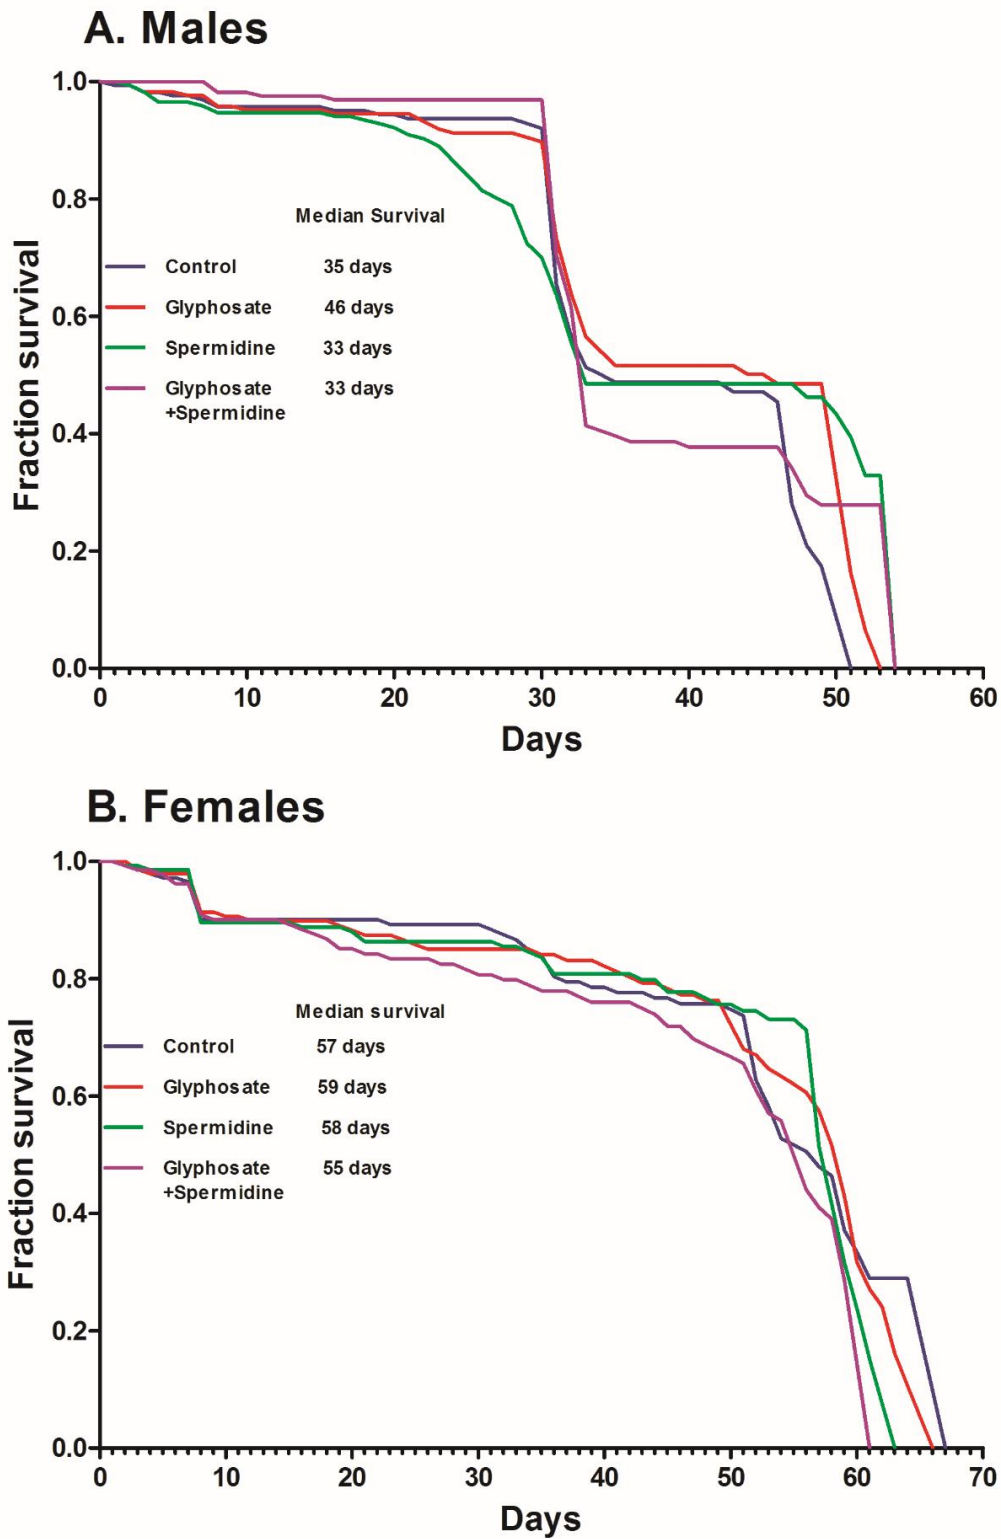 A. Males
1.0
0.8
0.6
0.4
0.2
0.0
Fraction survival
Median Survival
Control 35 days
Glyphosate 46 days
Spermidine 33 days
Glyphosate 33 days
+Spermidine
0 10 20 30 40 50 60
Days
B. Females
1.0
0.8
0.6
0.4
0.2
0.0
Fraction survival
Median survival
Control 57 days
Glyphosate 59 days
Spermidine 58 days
Glyphosate 55 days
+Spermidine
0 10 20 30 40 50 60 70
Days